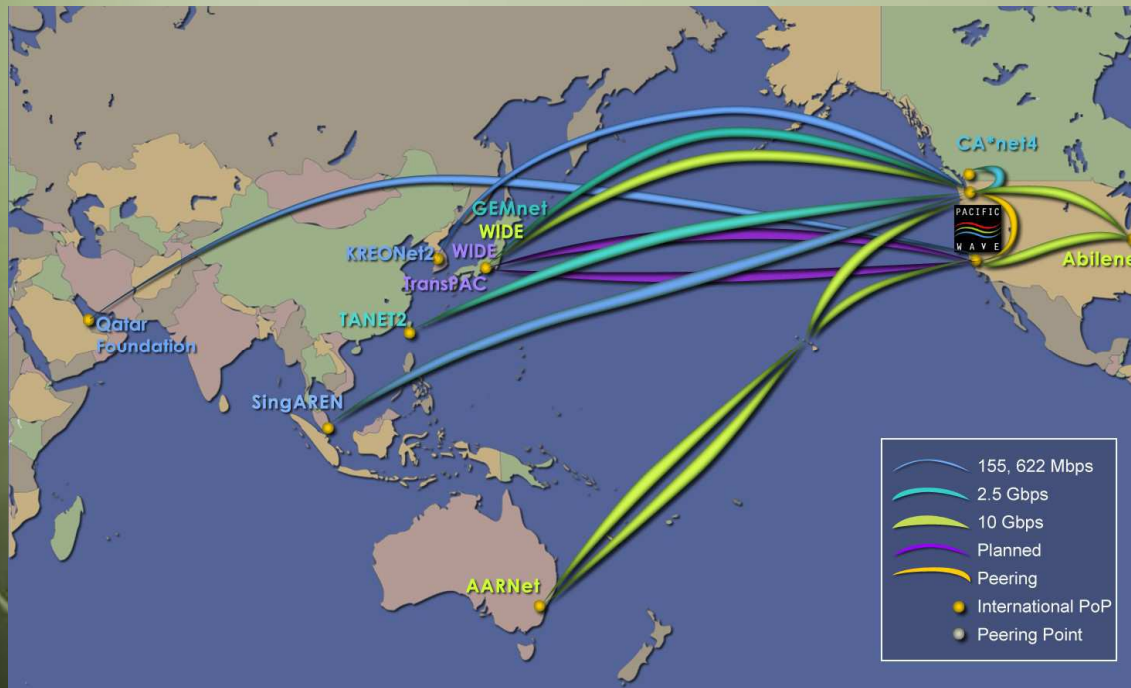 CA*net4
PACIFIC
WAVE
Abilene
GEMnet
WIDE
KREONet2
WIDE
TransPAC
TANET2
Qatar
Foundation
SingAREN
AARNet
155, 622 Mbps
2.5 Gbps
10 Gbps
Planned
Peering
International PoP
Peering Point